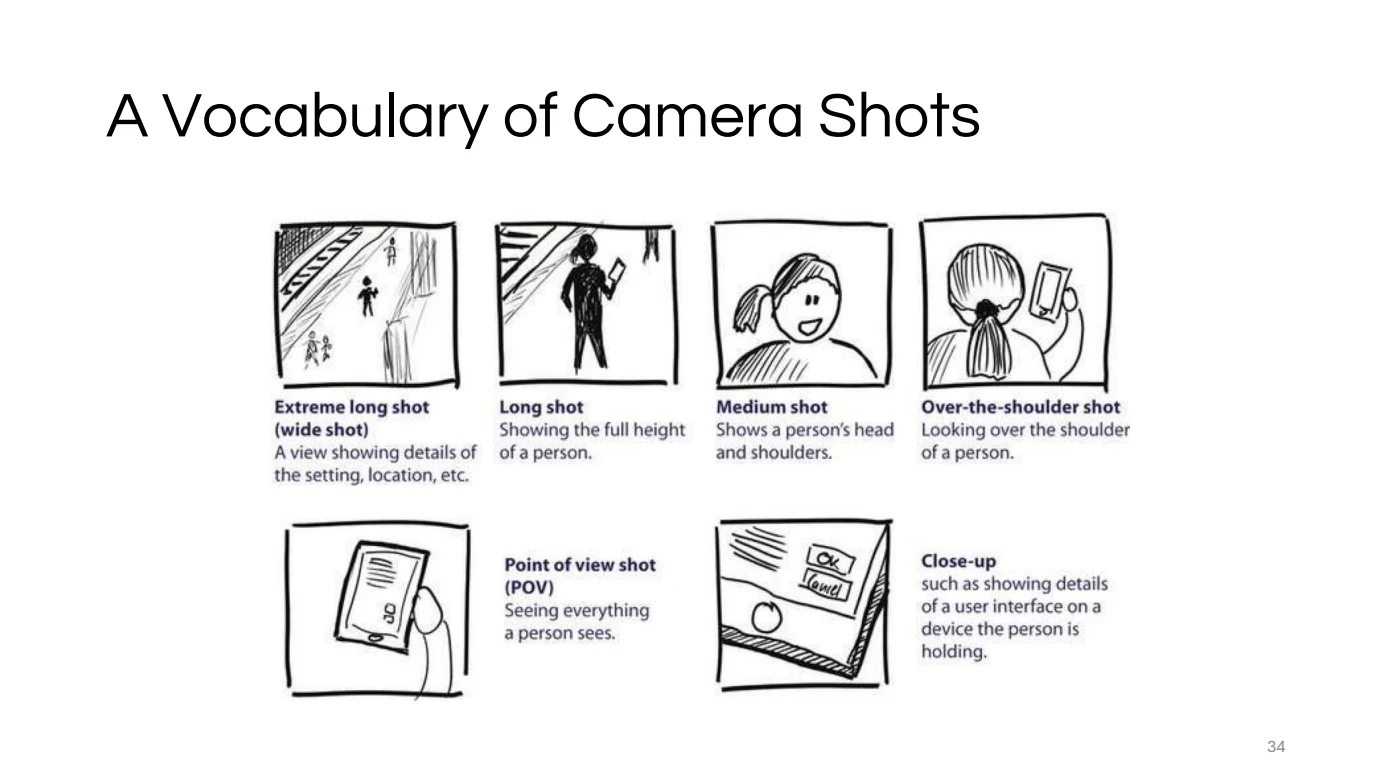 A Vocabulary of Camera Shots
Extreme long shot
(wide shot)
A view showing details of
the setting, location, etc.
Long shot
Showing the full height
of a person.
Medium shot
Shows a person’s head
and shoulders.
Over-the-shoulder shot
Looking over the shoulder
of a person.
Point of view shot
(POV)
Seeing everything
a person sees.
OK
Cancel
Close-up
such as showing details
of a user interface on a
device the person is
holding.
34